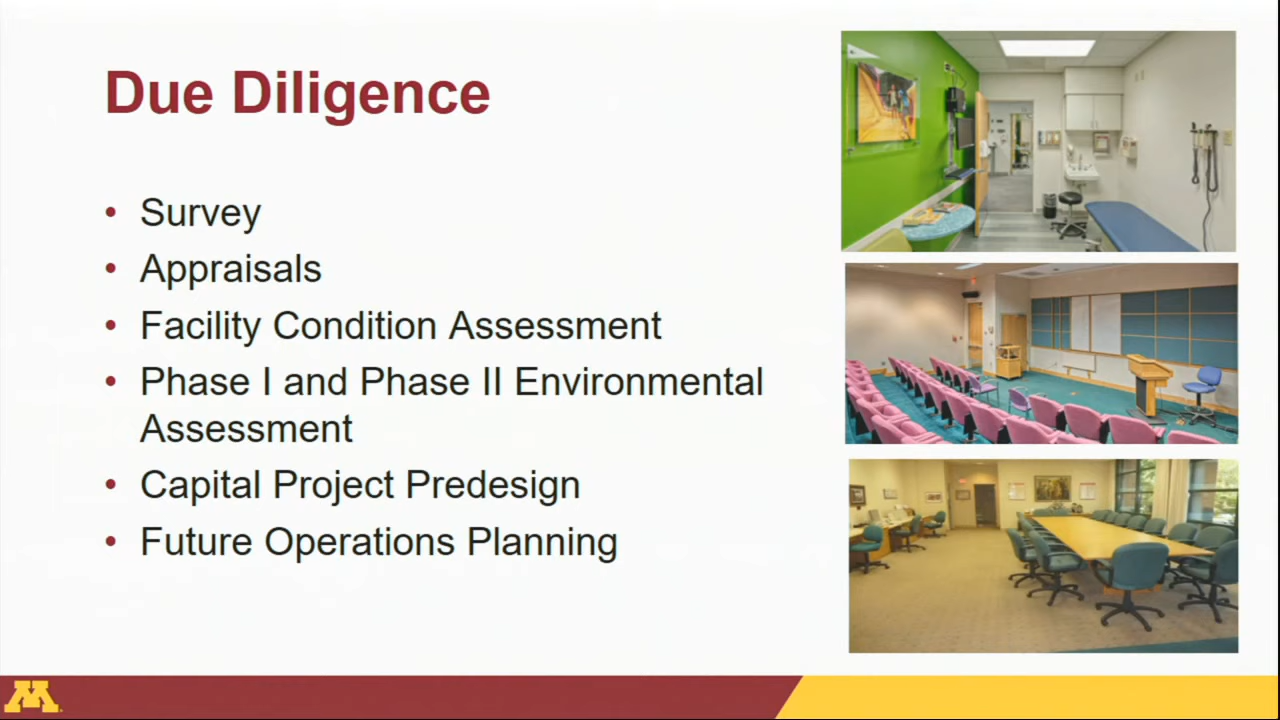 Due Diligence
• Survey
• Appraisals
• Facility Condition Assessment
• Phase I and Phase II Environmental
Assessment
• Capital Project Predesign
• Future Operations Planning
M